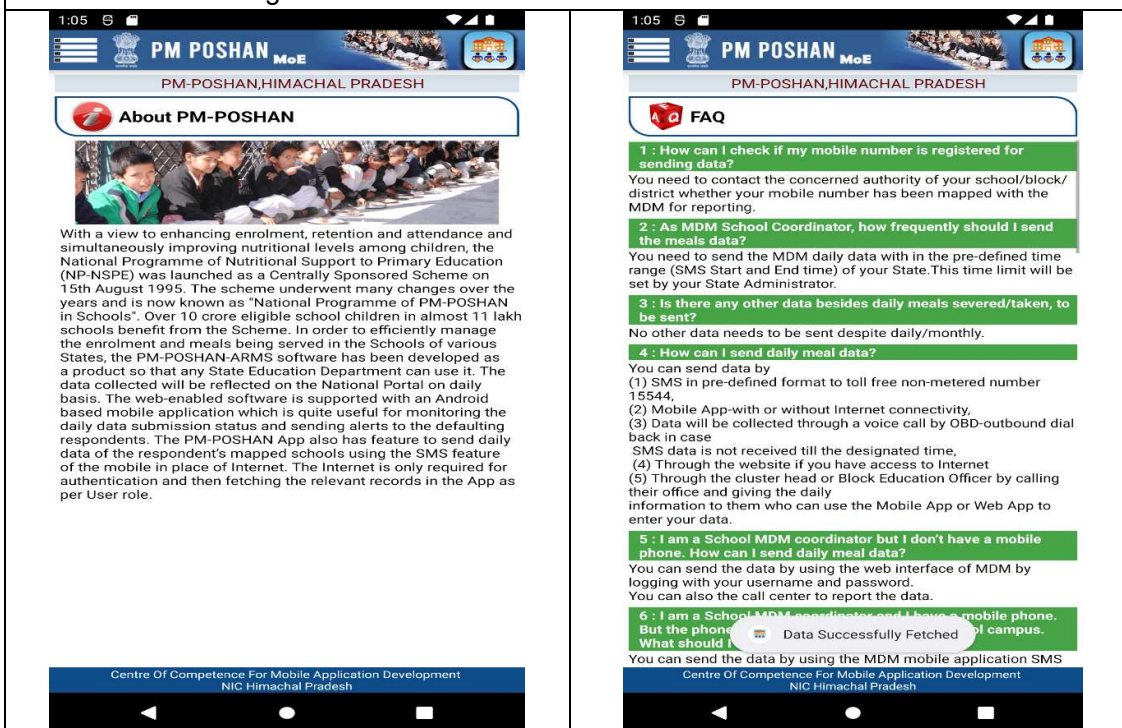 1:05
PM POSHAN MoE
PM-POSHAN,HIMACHAL PRADESH
About PM-POSHAN
With a view to enhancing enrolment, retention and attendance and
simultaneously improving nutritional levels among children, the
National Programme of Nutritional Support to Primary Education
(NP-NSPE) was launched as a Centrally Sponsored Scheme on
15th August 1995. The scheme underwent many changes over the
years and is now known as "National Programme of PM-POSHAN
in Schools". Over 10 crore eligible school children in almost 11 lakh
schools benefit from the Scheme. In order to efficiently manage
the enrolment and meals being served in the Schools of various
States, the PM-POSHAN-ARMS software has been developed as
a product so that any State Education Department can use it. The
data collected will be reflected on the National Portal on daily
basis. The web-enabled software is supported with an Android
based mobile application which is quite useful for monitoring the
daily data submission status and sending alerts to the defaulting
respondents. The PM-POSHAN App also has feature to send daily
data of the respondent's mapped schools using the SMS feature
of the mobile in place of Internet. The Internet is only required for
authentication and then fetching the relevant records in the App as
per User role.
Centre Of Competence For Mobile Application Development
NIC Himachal Pradesh
1:05
PM POSHAN MoE
PM-POSHAN,HIMACHAL PRADESH
FAQ
1 : How can I check if my mobile number is registered for
sending data?
You need to contact the concerned authority of your school/block/
district whether your mobile number has been mapped with the
MDM for reporting.
2 : As MDM School Coordinator, how frequently should I send
the meals data?
You need to send the MDM daily data with in the pre-defined time
range (SMS Start and End time) of your State.This time limit will be
set by your State Administrator.
3 : Is there any other data besides daily meals severed/taken, to
be sent?
No other data needs to be sent despite daily/monthly.
4 : How can I send daily meal data?
You can send data by
(1) SMS in pre-defined format to toll free non-metered number
15544,
(2) Mobile App-with or without Internet connectivity,
(3) Data will be collected through a voice call by OBD-outbound dial
back in case
SMS data is not received till the designated time,
(4) Through the website if you have access to Internet
(5) Through the cluster head or Block Education Officer by calling
their office and giving the daily
information to them who can use the Mobile App or Web App to
enter your data.
5 : I am a School MDM coordinator but I don't have a mobile
phone. How can I send daily meal data?
You can send the data by using the web interface of MDM by
logging with your username and password.
You can also the call center to report the data.
6 : I am a School MDM coordinator and I have a mobile phone.
But the phone ol campus.
What should I
Data Successfully Fetched
You can send the data by using the MDM mobile application SMS
Centre Of Competence For Mobile Application Development
NIC Himachal Pradesh